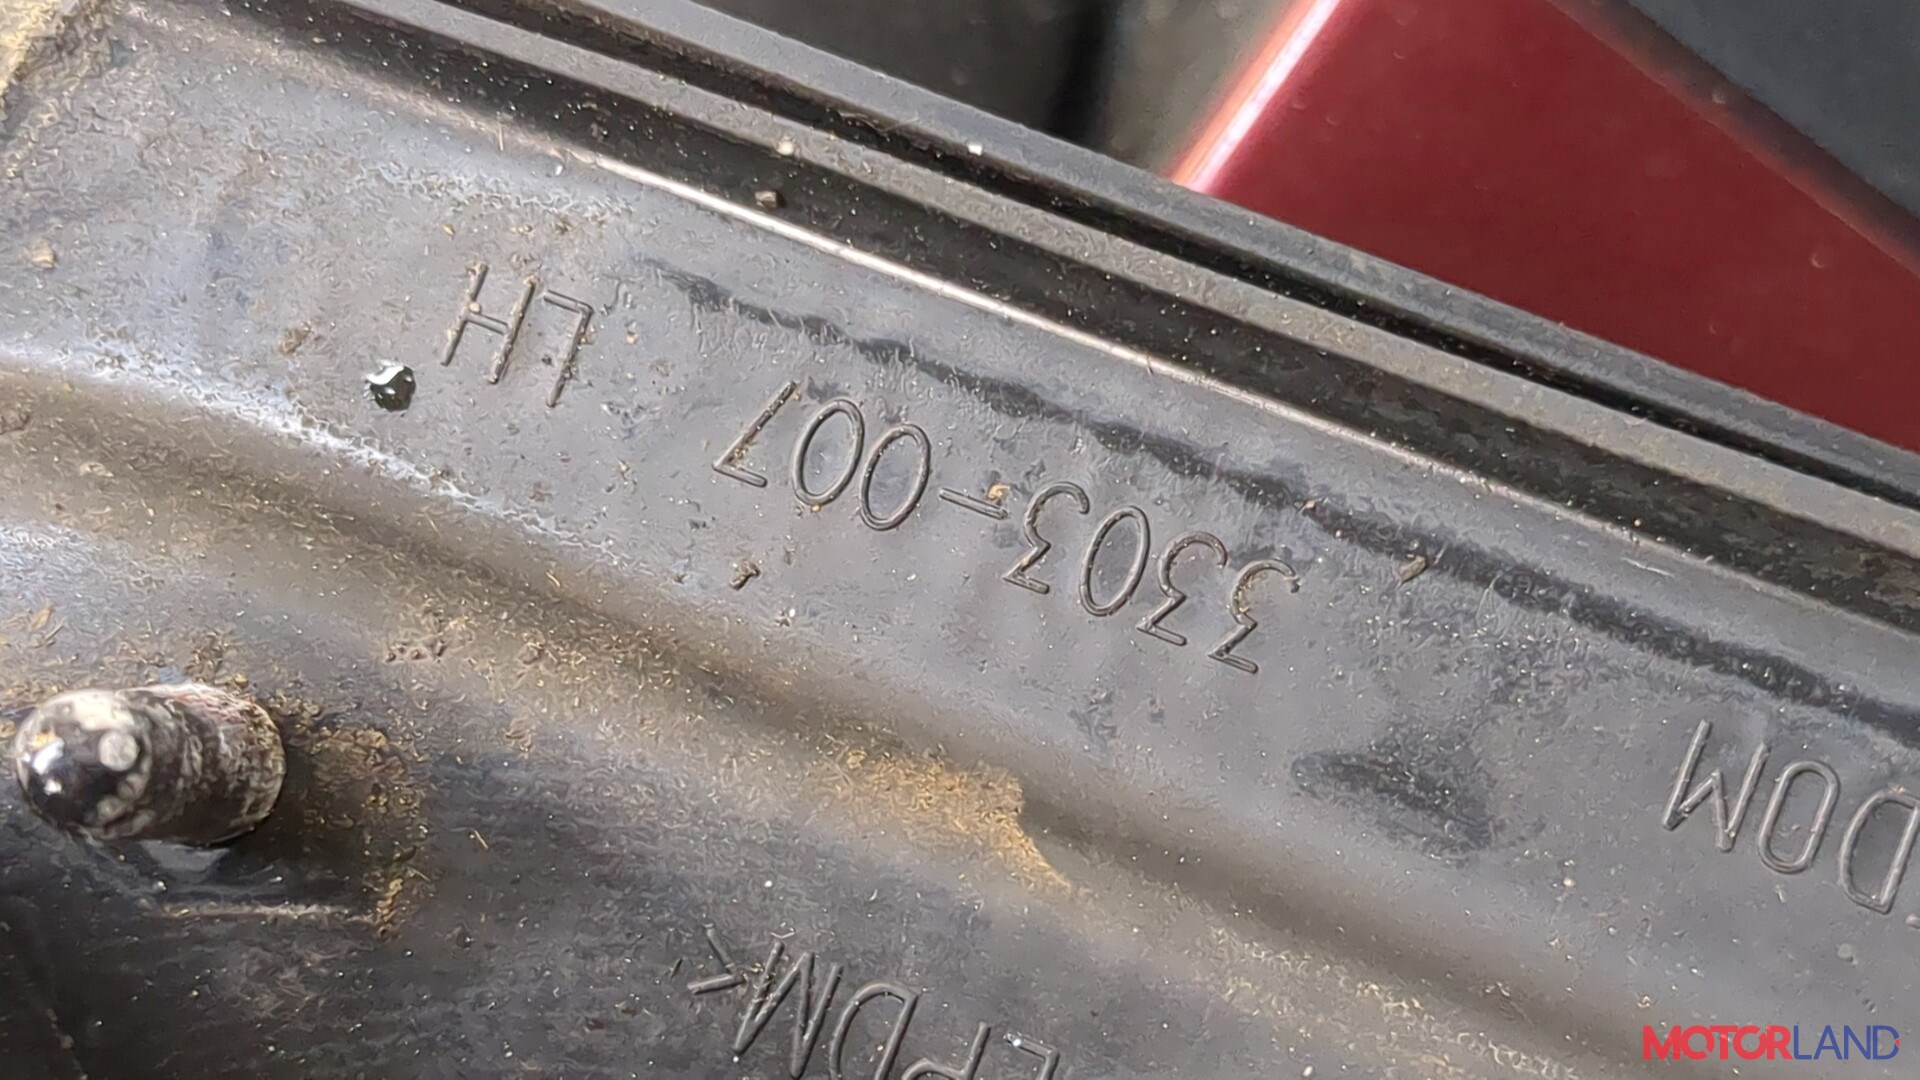 EPDM<
DOM 3303-007 LH
MOTORLAND